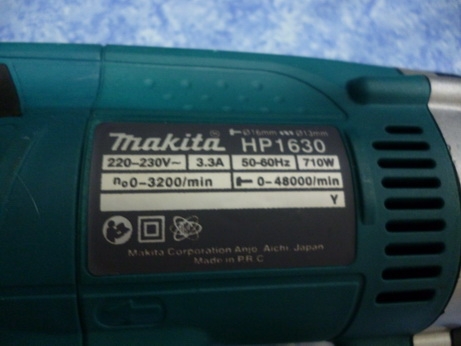 makita Ø16mm Ø13mm
HP1630
220-230V~ 3.3A 50-60Hz 710W
n₀0-3200/min 0-48000/min
Y
Makita Corporation Anjo, Aichi, Japan
Made in P.R.C